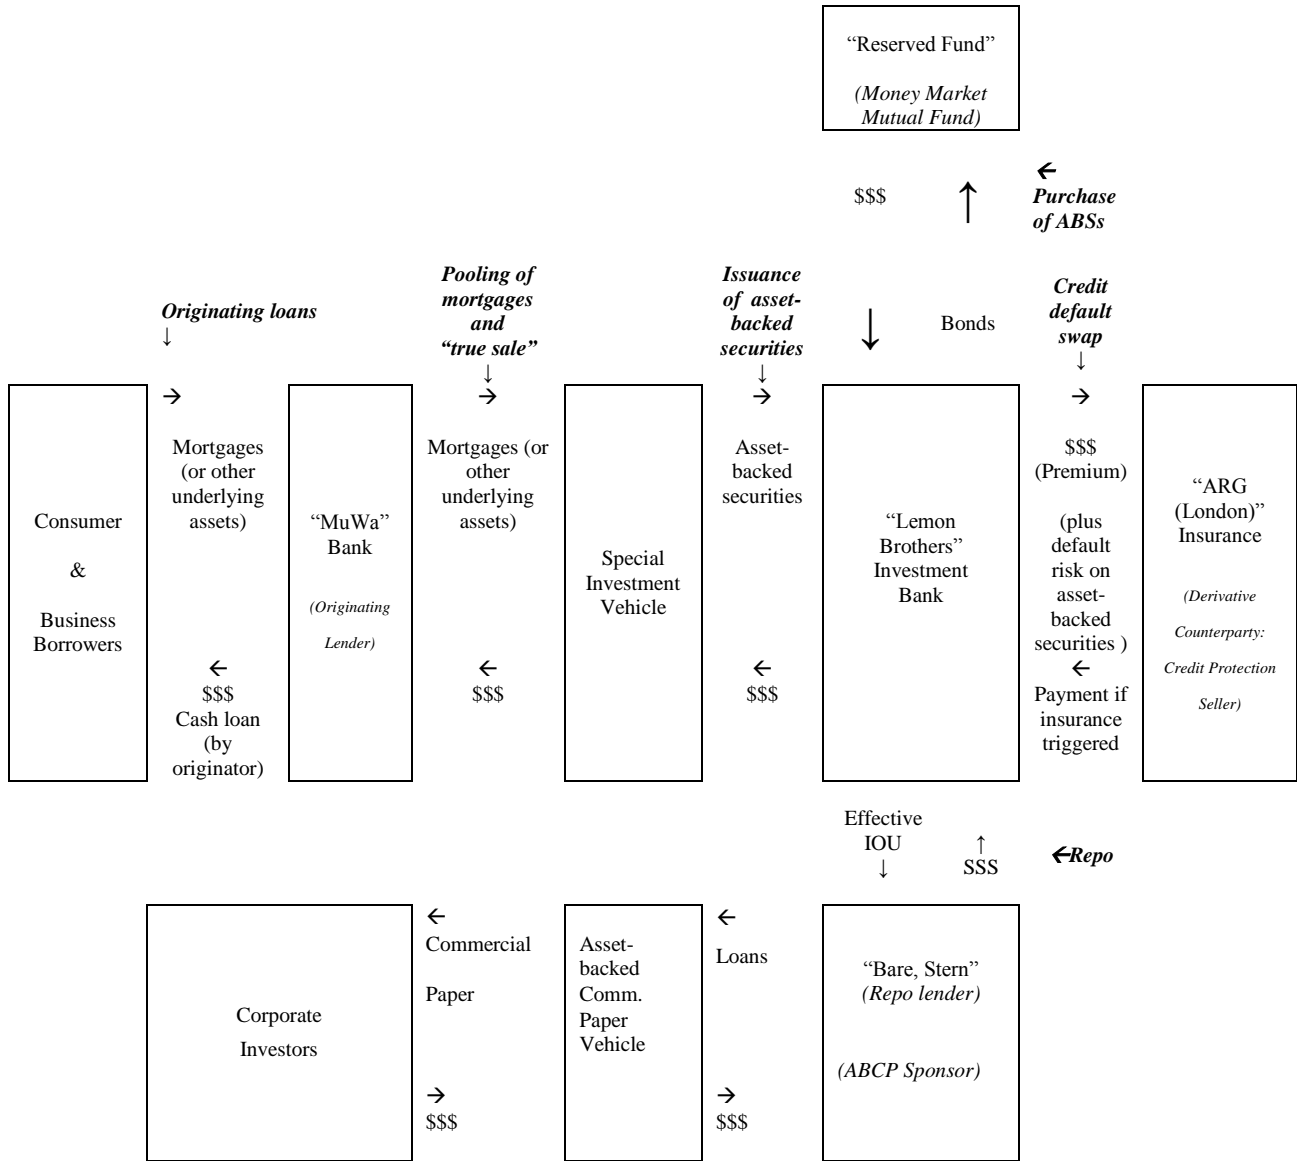 “Reserved Fund”
(Money Market
Mutual Fund)
$$$
↑
←
Purchase
of ABSs
Originating loans
↓
Pooling of
mortgages
and
“true sale”
↓
Issuance
of asset-
backed
securities
↓
↓
Bonds
Credit
default
swap
↓
Consumer
&
Business
Borrowers
→
Mortgages
(or other
underlying
assets)
←
$$$
Cash loan
(by
originator)
“MuWa”
Bank
(Originating
Lender)
→
Mortgages (or
other
underlying
assets)
←
$$$
Special
Investment
Vehicle
→
Asset-
backed
securities
←
$$$
“Lemon
Brothers”
Investment
Bank
→
$$$
(Premium)
(plus
default
risk on
asset-
backed
securities )
←
Payment if
insurance
triggered
“ARG
(London)”
Insurance
(Derivative
Counterparty:
Credit Protection
Seller)
Effective
IOU
↓
↑
SSS
←Repo
Corporate
Investors
←
Commercial
Paper
→
$$$
Asset-
backed
Comm.
Paper
Vehicle
←
Loans
→
$$$
“Bare, Stern”
(Repo lender)
(ABCP Sponsor)